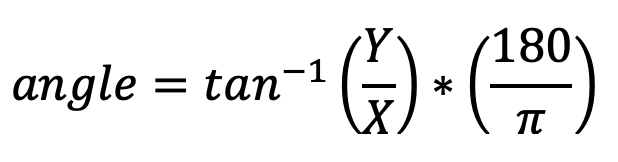 angle = tan⁻¹ (Y/X) * (180/π)